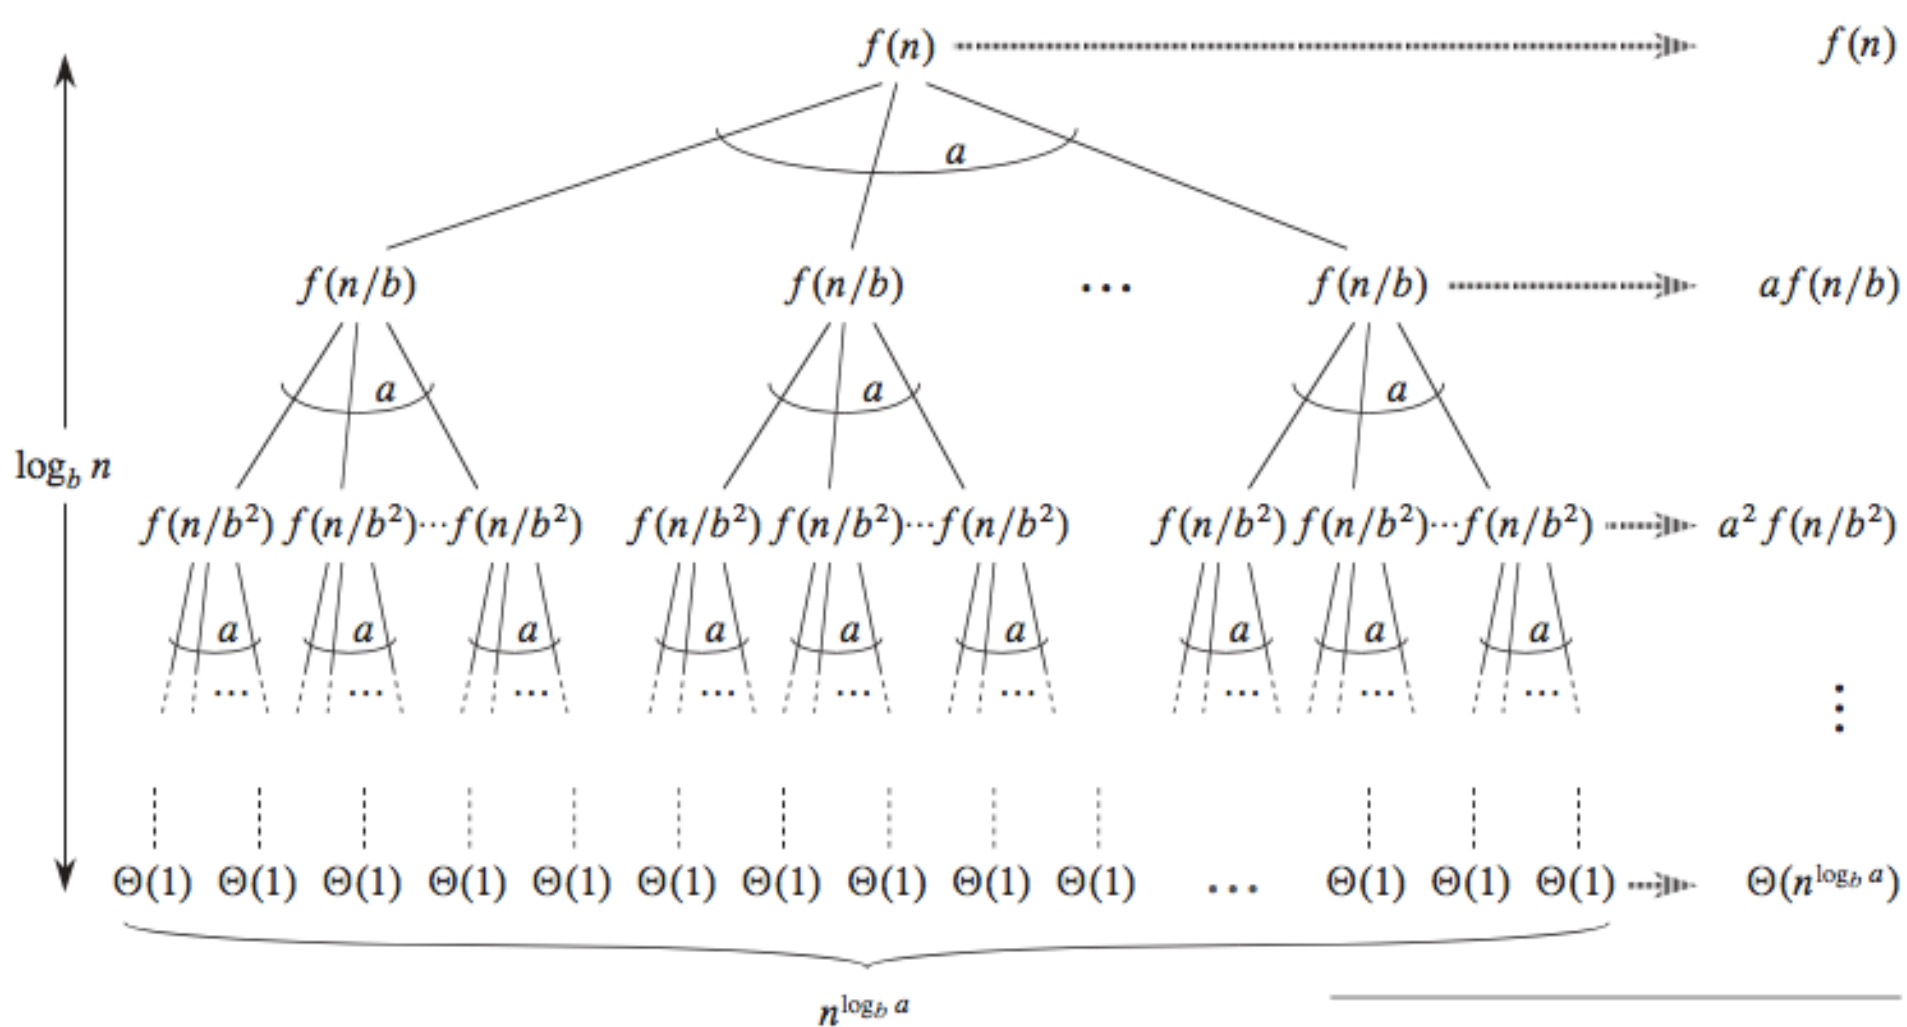 f(n) f(n)
a
f(n/b) f(n/b) ... f(n/b) af(n/b)
a a a
log_b n
f(n/b²) f(n/b²)...f(n/b²) f(n/b²) f(n/b²)...f(n/b²) f(n/b²) f(n/b²)...f(n/b²) a²f(n/b²)
a a a a a a a a a
... ... ... ... ... ... ... ... ... ⋮
Θ(1) Θ(1) Θ(1) Θ(1) Θ(1) Θ(1) Θ(1) Θ(1) Θ(1) Θ(1) ... Θ(1) Θ(1) Θ(1) Θ(n^{log_b a})
n^{log_b a}